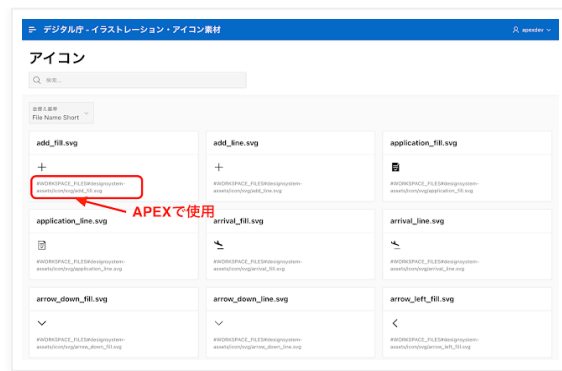 デジタル庁 - イラストレーション・アイコン素材
apexdev
アイコン
検索...
File Name Short
add_fill.svg
add_line.svg
application_fill.svg
#WORKSPACE_FILES#designsystem-
assets/icon/svg/add_fill.svg
#WORKSPACE_FILES#designsystem-
assets/icon/svg/add_line.svg
#WORKSPACE_FILES#designsystem-
assets/icon/svg/application_fill.svg
APEXで使用
application_line.svg
arrival_fill.svg
arrival_line.svg
#WORKSPACE_FILES#designsystem-
assets/icon/svg/application_line.svg
#WORKSPACE_FILES#designsystem-
assets/icon/svg/arrival_fill.svg
#WORKSPACE_FILES#designsystem-
assets/icon/svg/arrival_line.svg
arrow_down_fill.svg
arrow_down_line.svg
arrow_left_fill.svg
#WORKSPACE_FILES#designsystem-
assets/icon/svg/arrow_down_fill.svg
#WORKSPACE_FILES#designsystem-
assets/icon/svg/arrow_down_line.svg
#WORKSPACE_FILES#designsystem-
assets/icon/svg/arrow_left_fill.svg